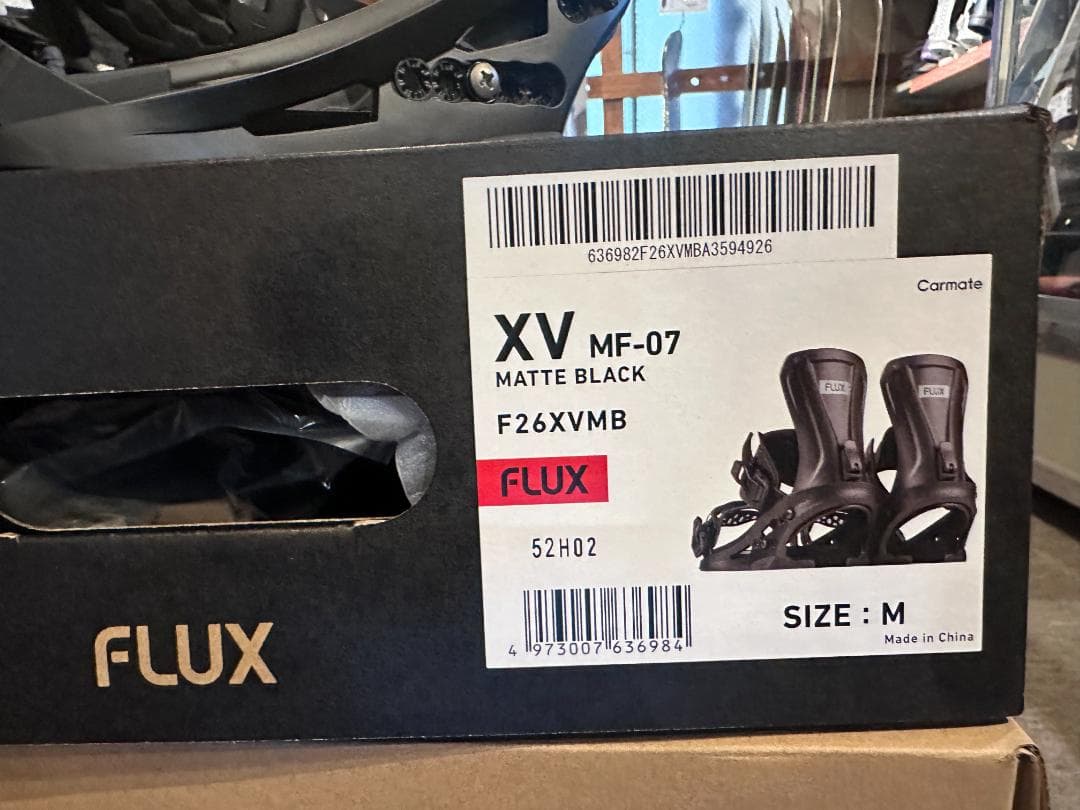 636982F26XVMBA3594926
Carmate
XV MF-07
MATTE BLACK
F26XVMB
FLUX
FLUX
FLUX
52H02
4 973007 636984
SIZE : M
Made in China
FLUX